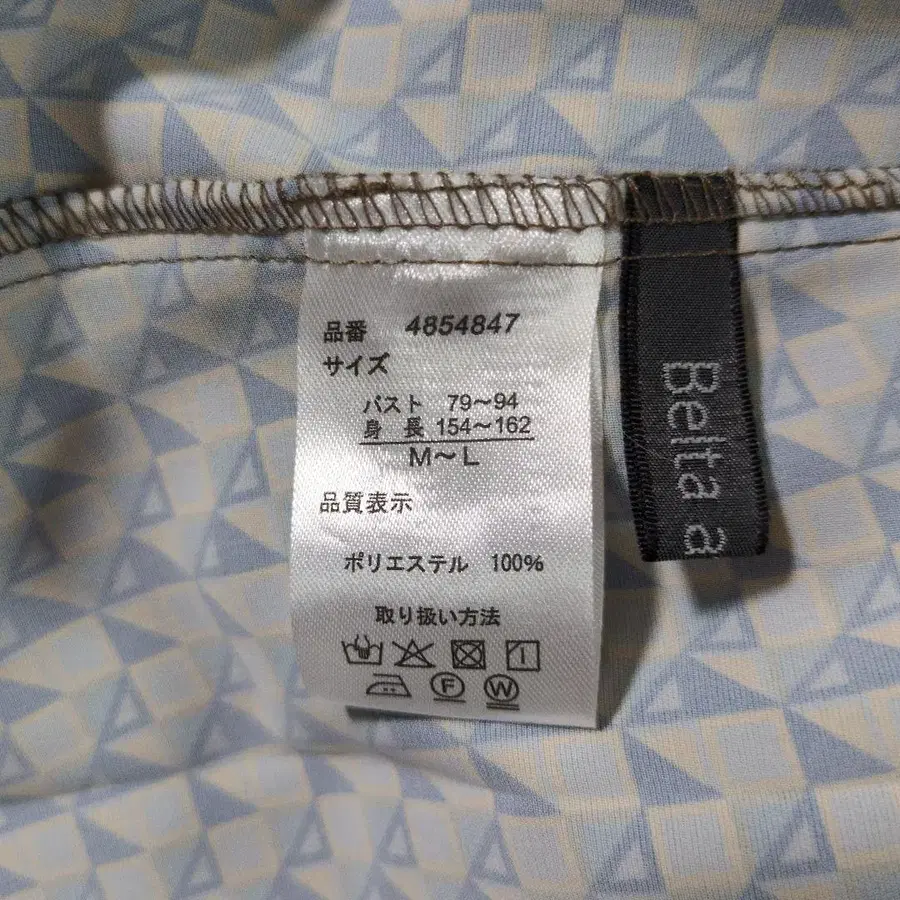 品番 4854847
サイズ
バスト 79～94
身 長 154～162
M～L
品質表示
ポリエステル 100%
取り扱い方法
F W
Belta a